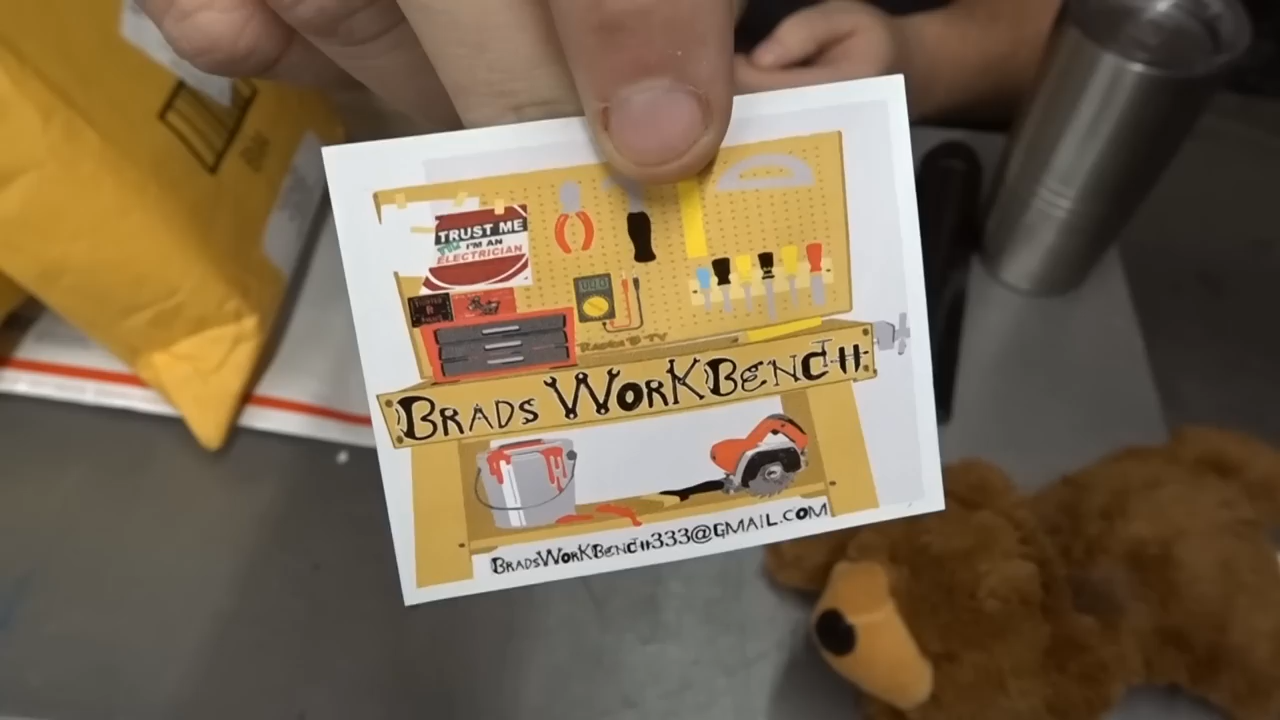 TRUST ME
I'M AN
ELECTRICIAN
BRADS WORKBENCH
BRADSWORKBENCH333@GMAIL.COM